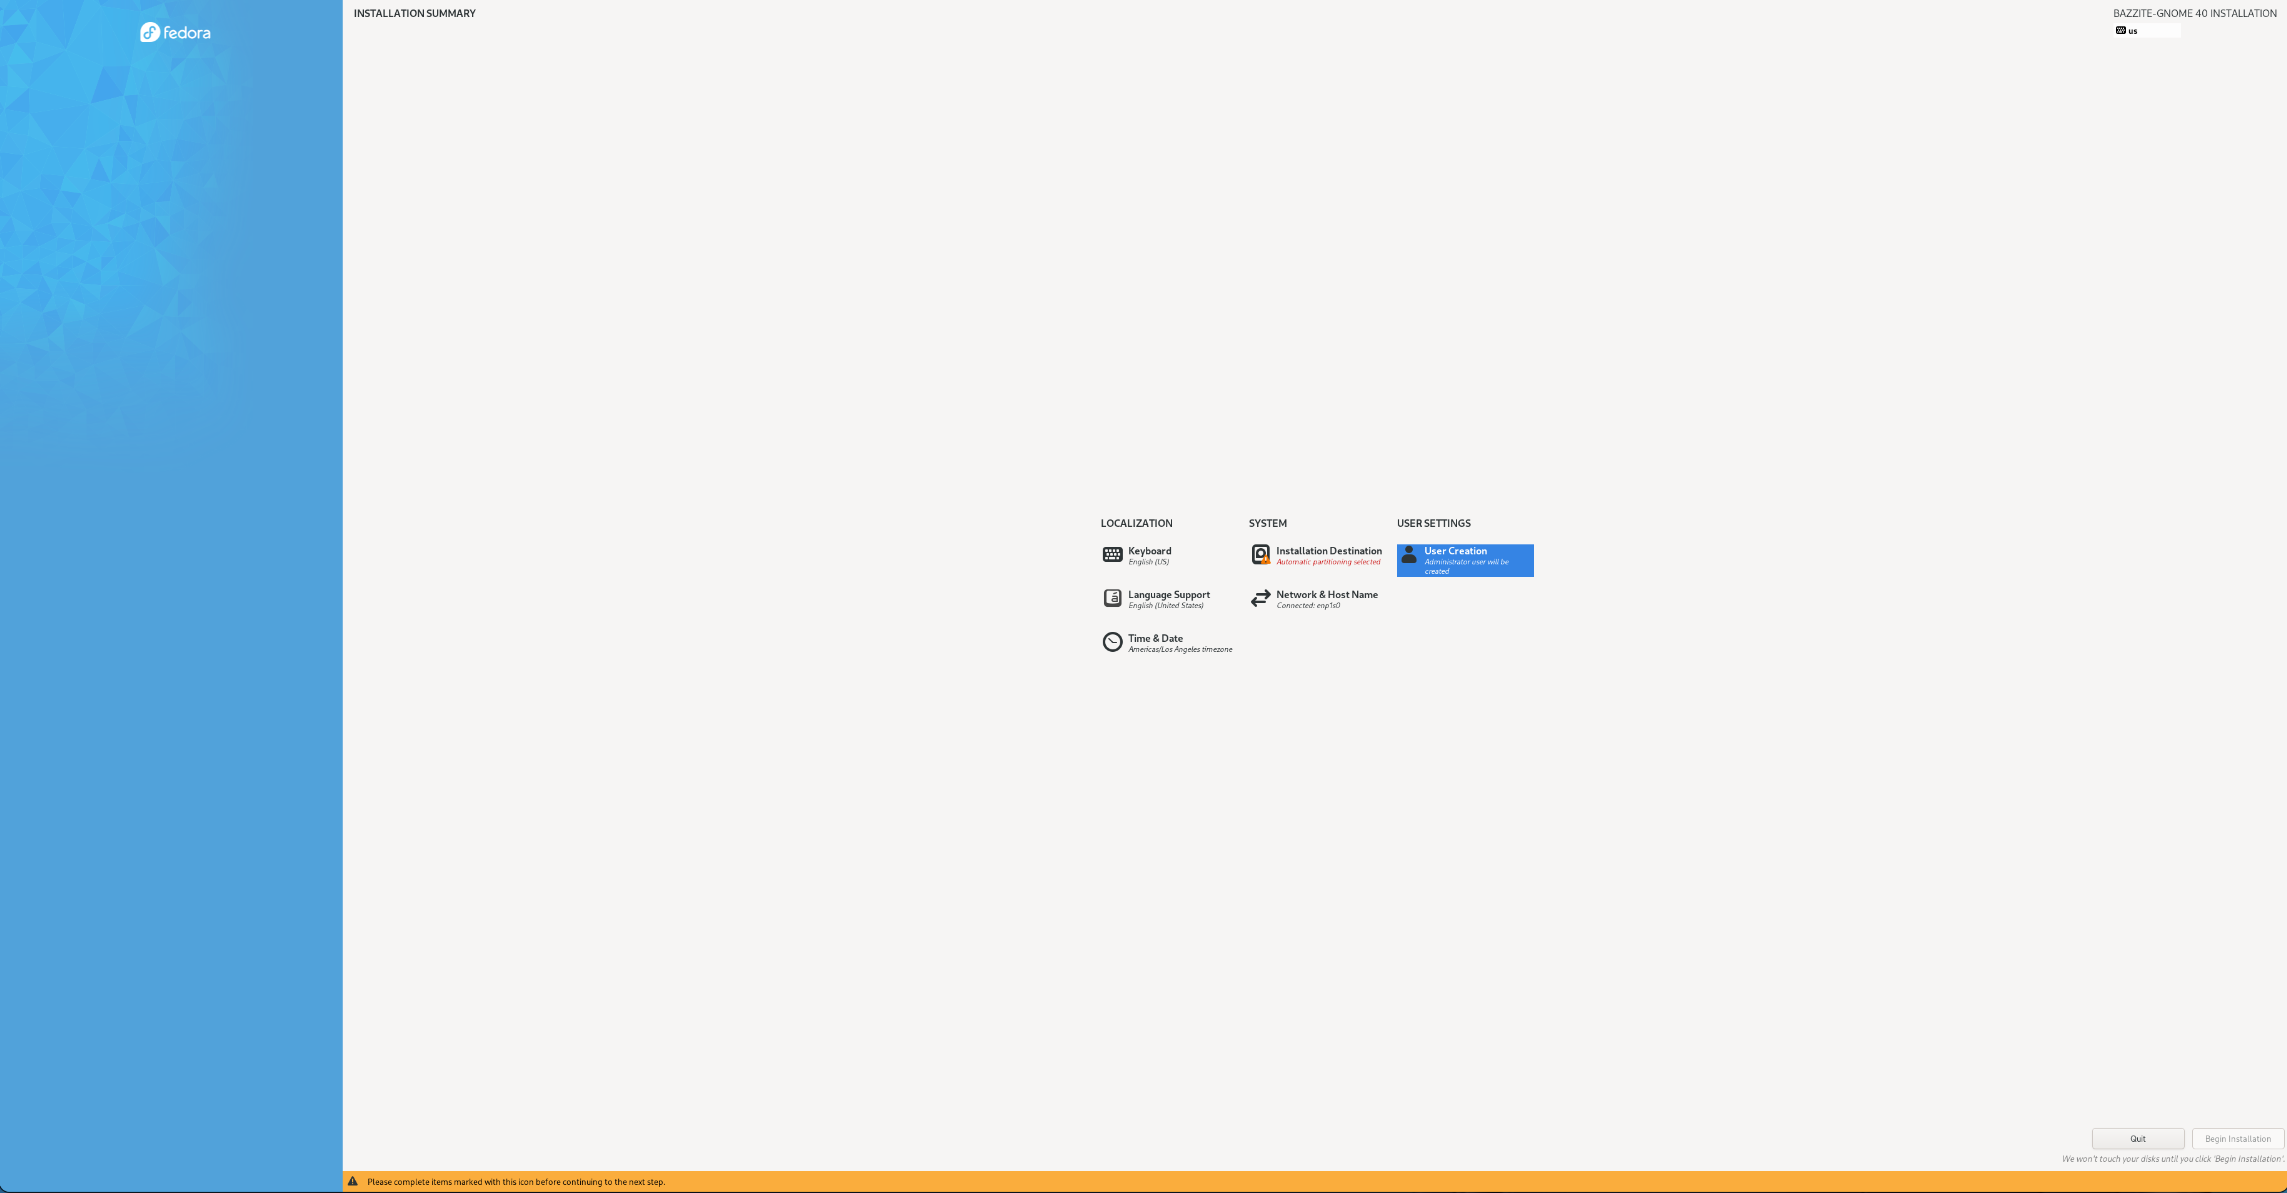 fedora
INSTALLATION SUMMARY
BAZZITE-GNOME 40 INSTALLATION
us
LOCALIZATION
Keyboard
English (US)
Language Support
English (United States)
Time & Date
Americas/Los Angeles timezone
SYSTEM
Installation Destination
Automatic partitioning selected
Network & Host Name
Connected: enp1s0
USER SETTINGS
User Creation
Administrator user will be
created
Quit
Begin Installation
We won't touch your disks until you click 'Begin Installation'.
Please complete items marked with this icon before continuing to the next step.